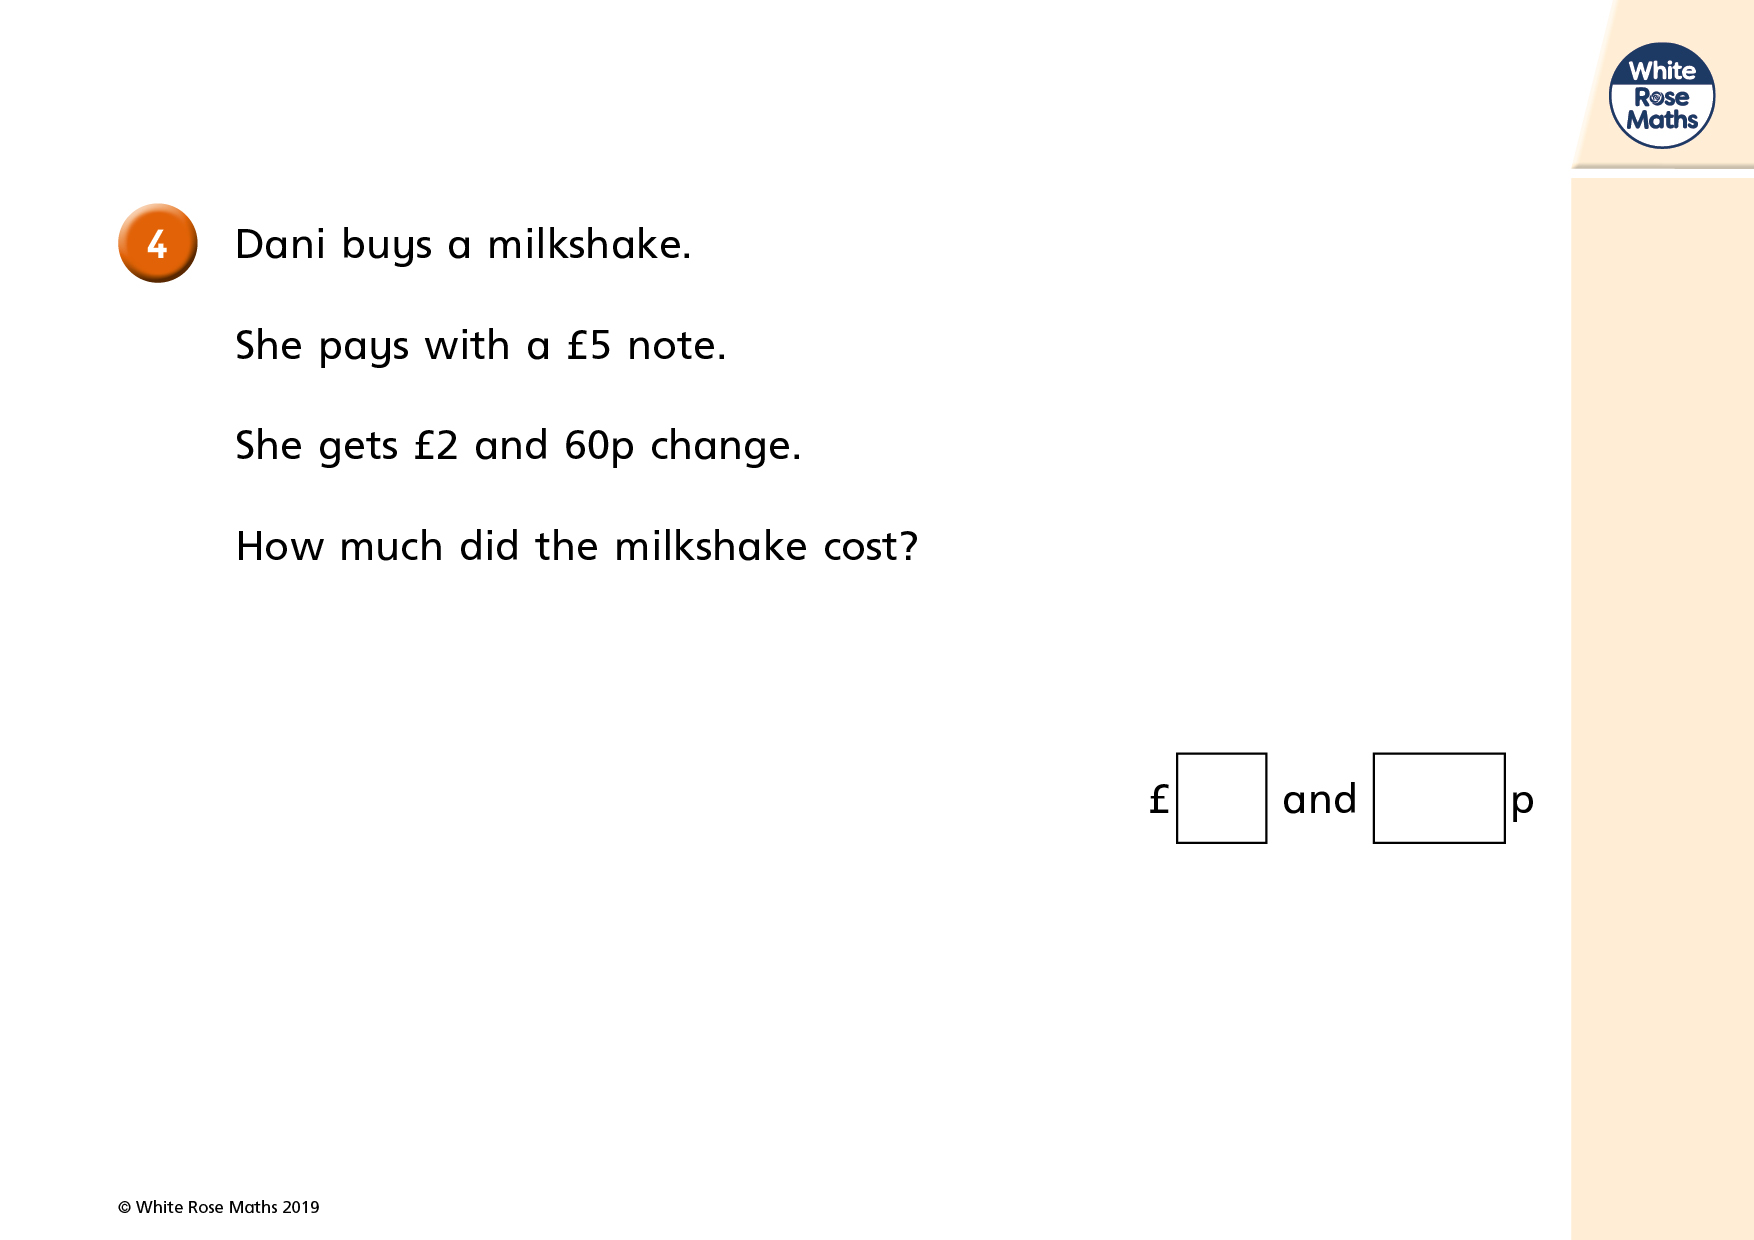 White
Rose
Maths
4 Dani buys a milkshake.
She pays with a £5 note.
She gets £2 and 60p change.
How much did the milkshake cost?
£ and p
© White Rose Maths 2019